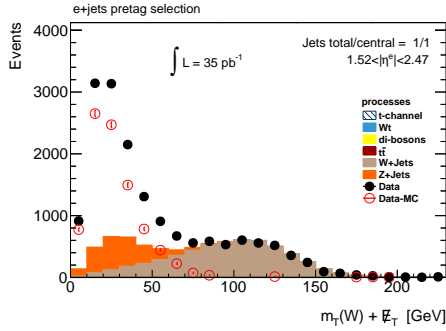 e+jets pretag selection
Events
4000
3000
2000
1000
0
∫ L = 35 pb⁻¹
Jets total/central = 1/1
1.52<|ηᵉ|<2.47
processes
t-channel
Wt
di-bosons
tt̄
W+Jets
Z+Jets
Data
Data-MC
0 50 100 150 200
m_T(W) + E̸_T [GeV]